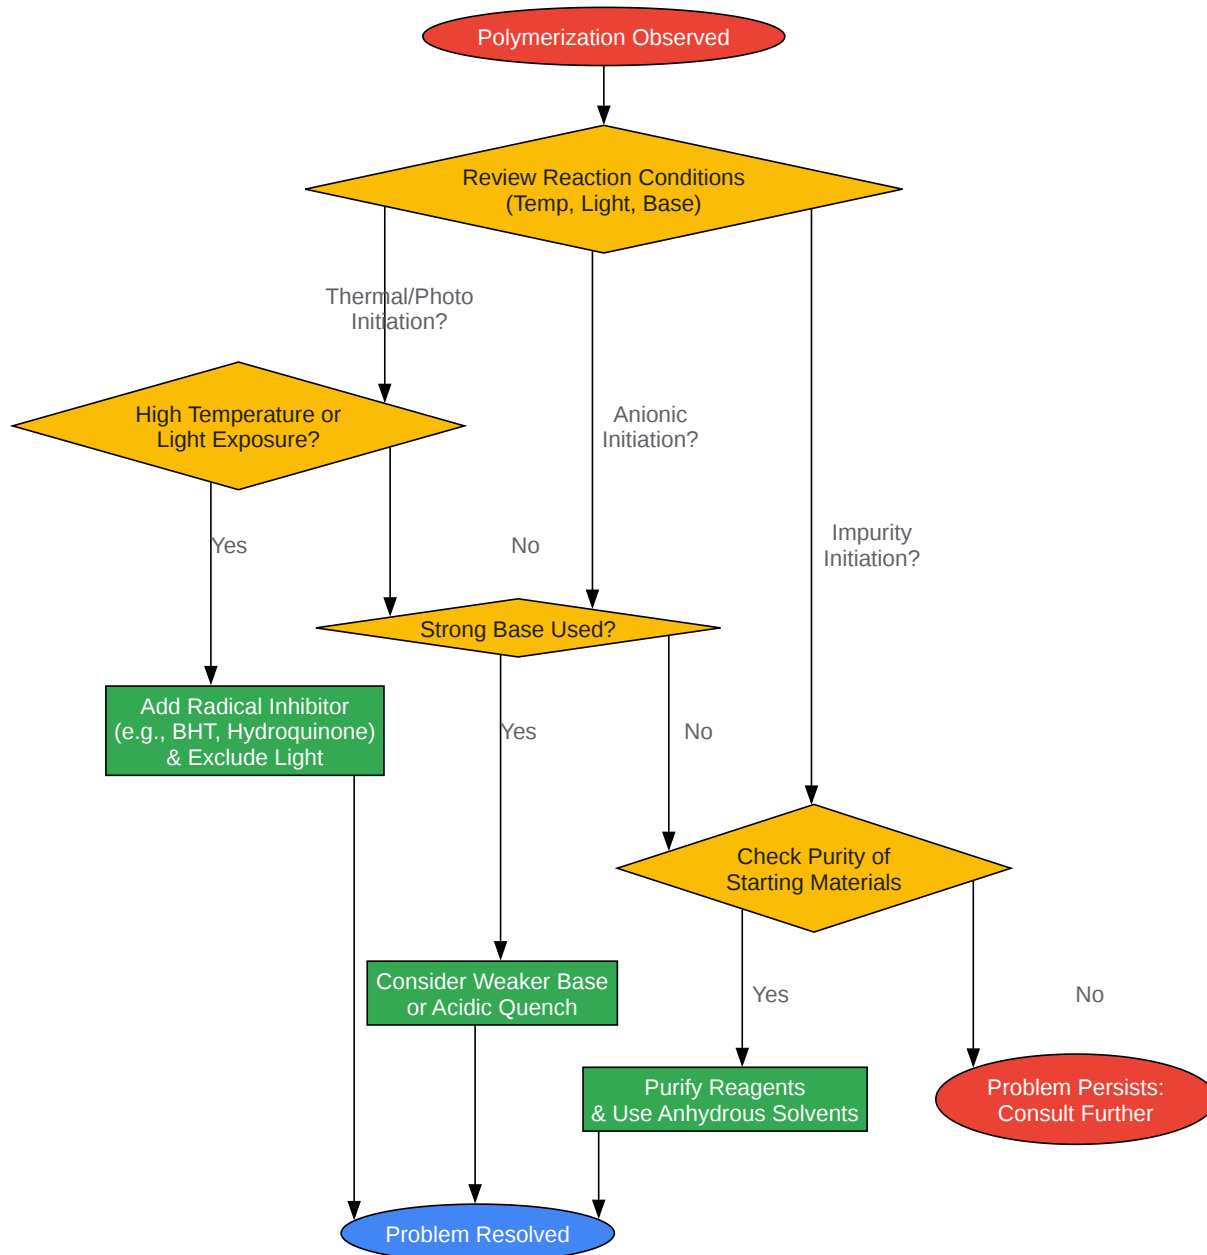 Polymerization Observed
Review Reaction Conditions
(Temp, Light, Base)
Thermal/Photo
Initiation?
High Temperature or
Light Exposure?
Anionic
Initiation?
Impurity
Initiation?
Yes
No
Strong Base Used?
Add Radical Inhibitor
(e.g., BHT, Hydroquinone)
& Exclude Light
Yes
No
Check Purity of
Starting Materials
Consider Weaker Base
or Acidic Quench
Yes
No
Purify Reagents
& Use Anhydrous Solvents
Problem Persists:
Consult Further
Problem Resolved